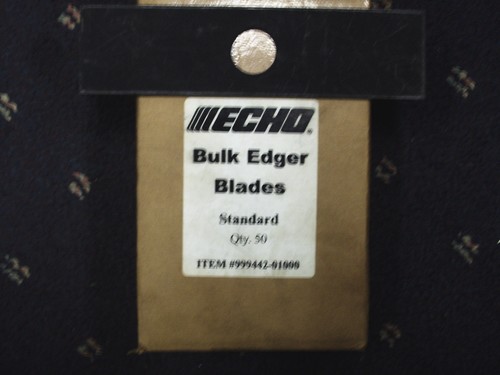 ECHO
Bulk Edger
Blades
Standard
Qty. 50
ITEM #999442-01000